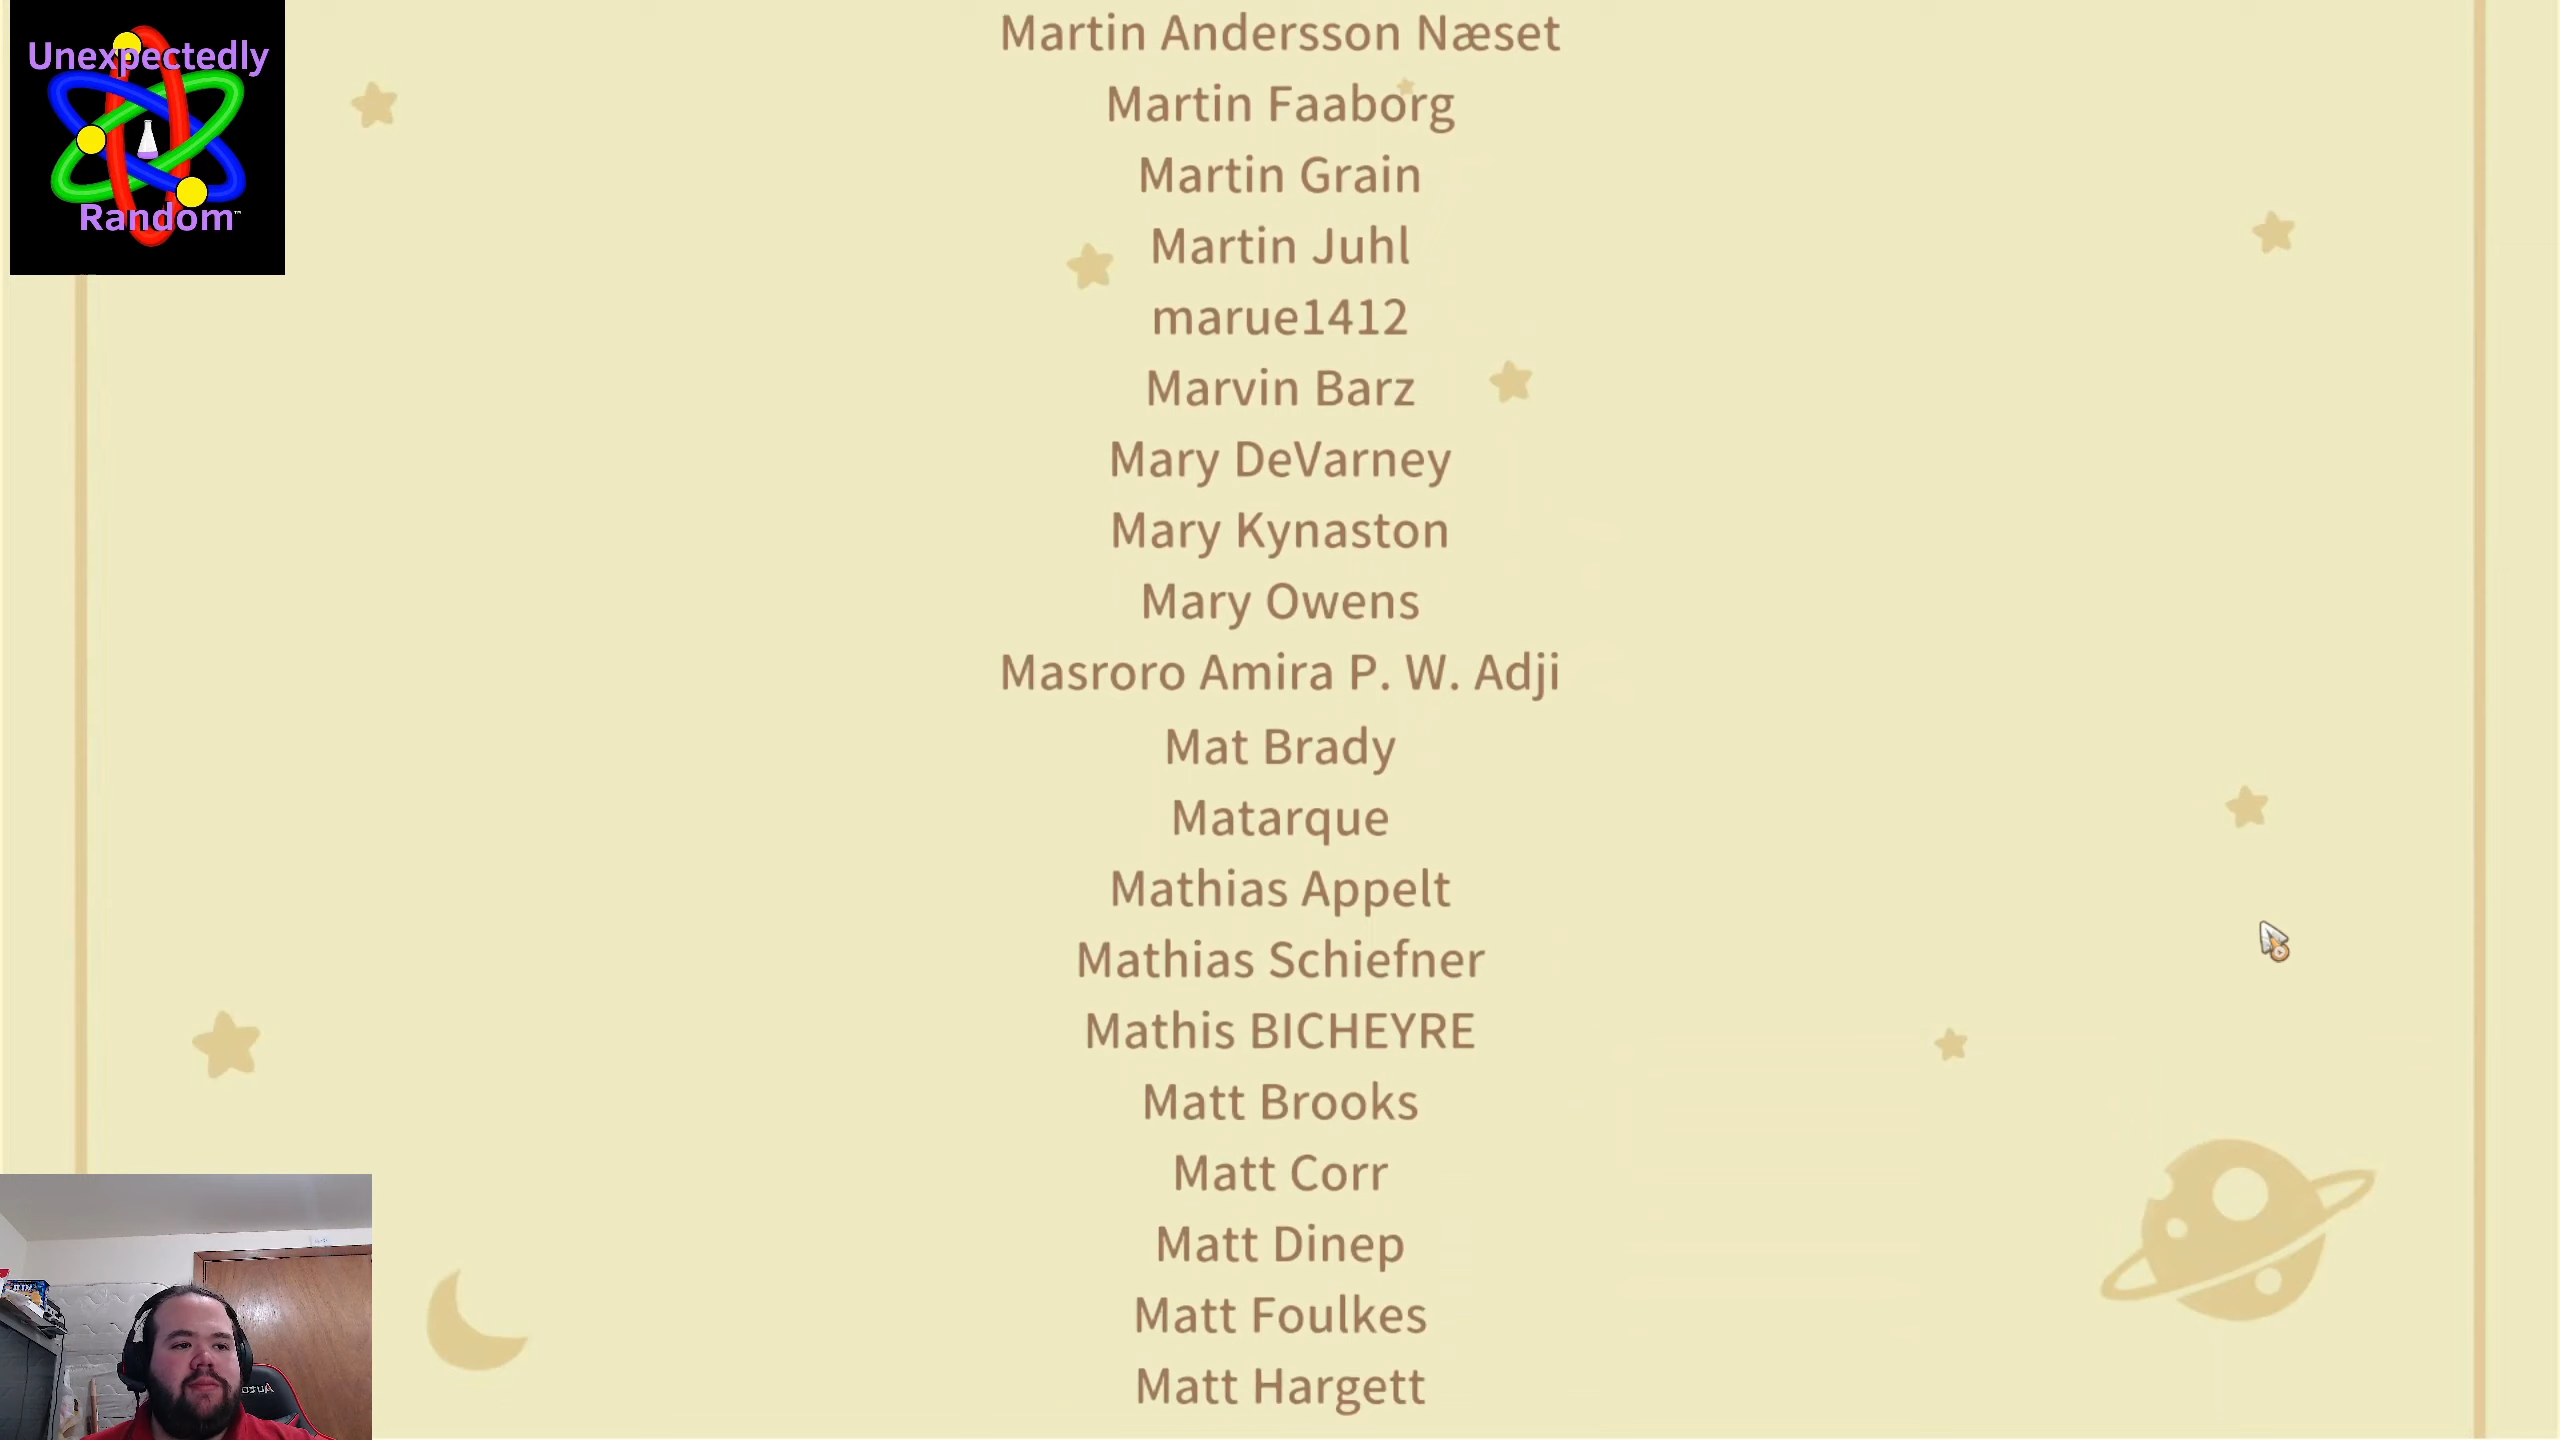 Unexpectedly
Random™
Martin Andersson Næset
Martin Faaborg
Martin Grain
Martin Juhl
marue1412
Marvin Barz
Mary DeVarney
Mary Kynaston
Mary Owens
Masroro Amira P. W. Adji
Mat Brady
Matarque
Mathias Appelt
Mathias Schiefner
Mathis BICHEYRE
Matt Brooks
Matt Corr
Matt Dinep
Matt Foulkes
Matt Hargett